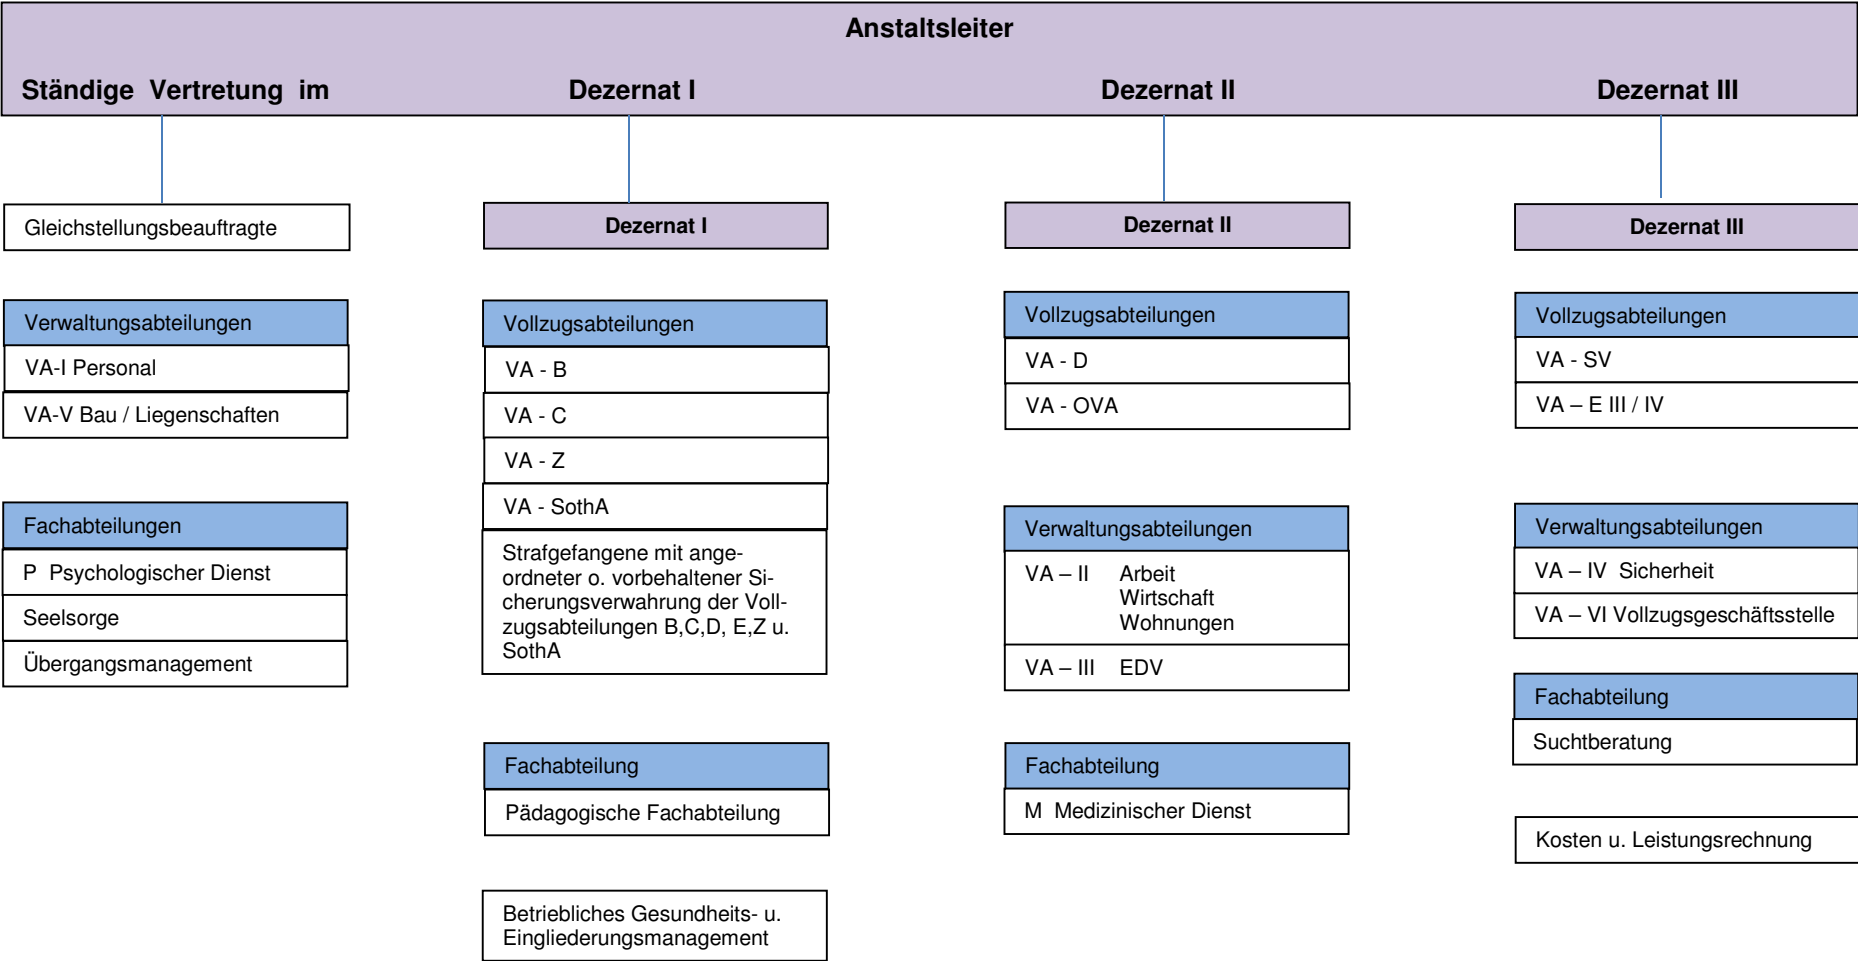 Anstaltsleiter
Ständige Vertretung im
Dezernat I
Dezernat II
Dezernat III
Gleichstellungsbeauftragte
Verwaltungsabteilungen
VA-I Personal
VA-V Bau / Liegenschaften
Fachabteilungen
P Psychologischer Dienst
Seelsorge
Übergangsmanagement
Dezernat I
Vollzugsabteilungen
VA - B
VA - C
VA - Z
VA - SothA
Strafgefangene mit ange-
ordneter o. vorbehaltener Si-
cherungsverwahrung der Voll-
zugsabteilungen B,C,D, E,Z u.
SothA
Fachabteilung
Pädagogische Fachabteilung
Betriebliches Gesundheits- u.
Eingliederungsmanagement
Dezernat II
Vollzugsabteilungen
VA - D
VA - OVA
Verwaltungsabteilungen
VA – II Arbeit
Wirtschaft
Wohnungen
VA – III EDV
Fachabteilung
M Medizinischer Dienst
Dezernat III
Vollzugsabteilungen
VA - SV
VA – E III / IV
Verwaltungsabteilungen
VA – IV Sicherheit
VA – VI Vollzugsgeschäftsstelle
Fachabteilung
Suchtberatung
Kosten u. Leistungsrechnung